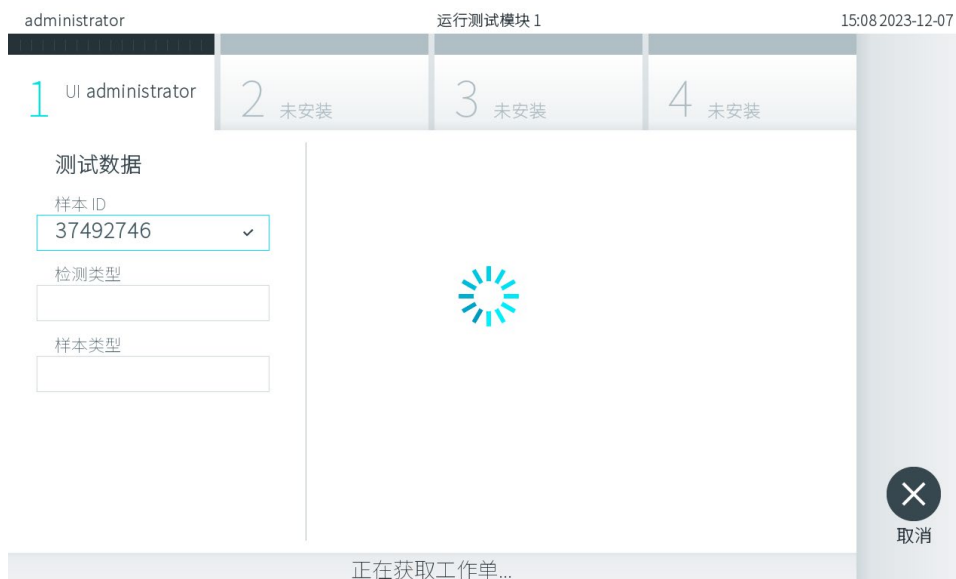 administrator 运行测试模块 1 15:08 2023-12-07
1 UI administrator 2 未安装 3 未安装 4 未安装
测试数据
样本 ID
37492746
检测类型
样本类型
取消
正在获取工作单...